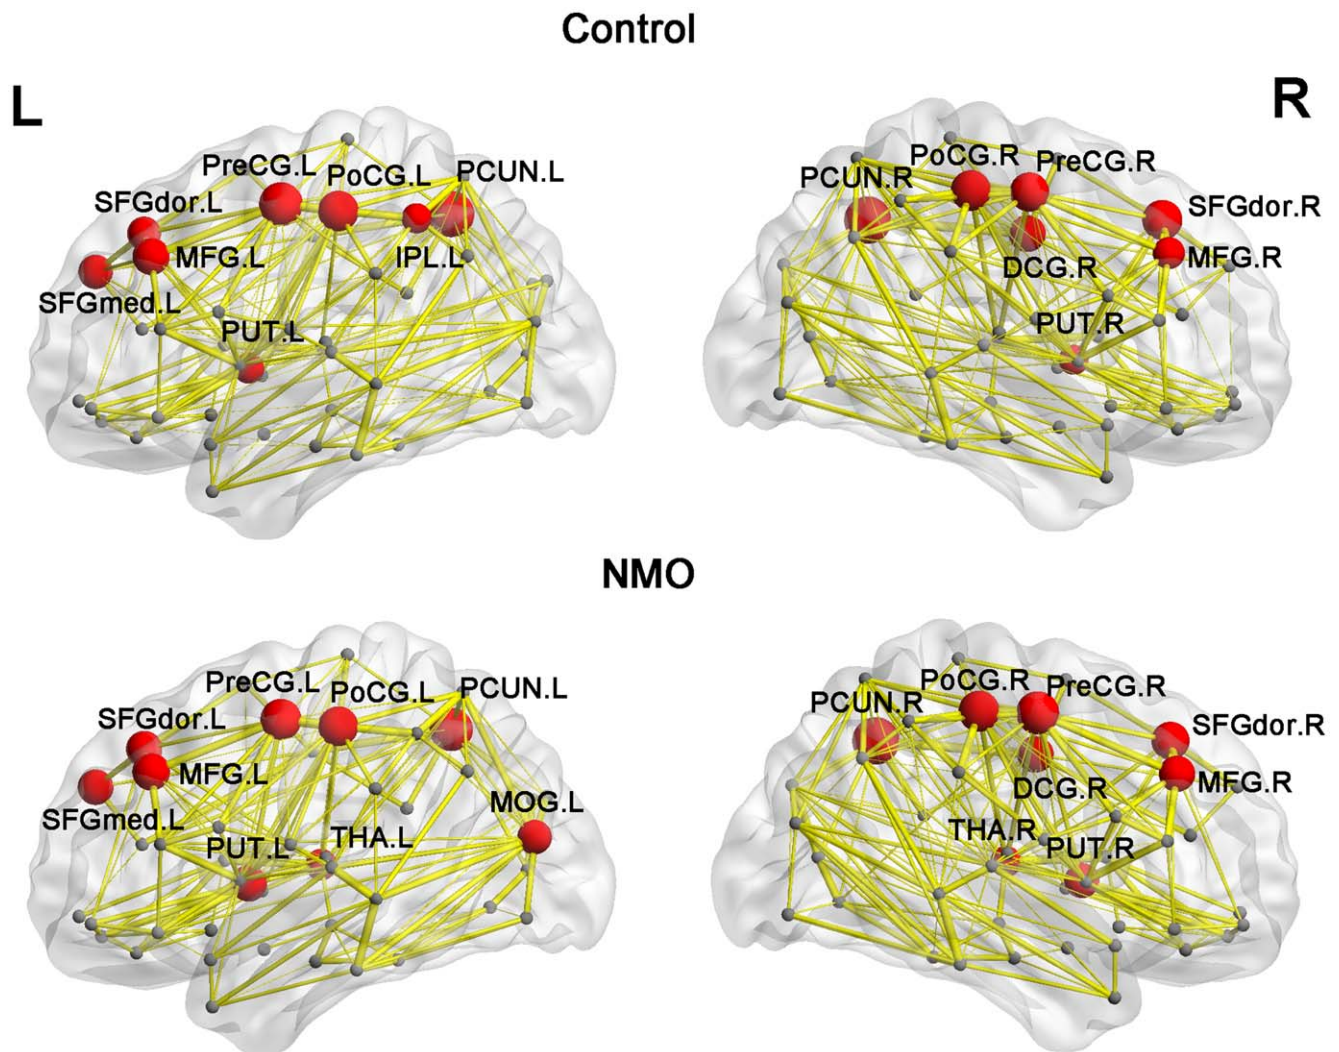 Control
L
R
PreCG.L
PoCG.L
PCUN.L
SFGdor.L
MFG.L
IPL.L
SFGmed.L
PUT.L
PoCG.R
PreCG.R
PCUN.R
SFGdor.R
DCG.R
MFG.R
PUT.R
NMO
PreCG.L
PoCG.L
PCUN.L
SFGdor.L
MFG.L
SFGmed.L
MOG.L
PUT.L
THA.L
PoCG.R
PreCG.R
PCUN.R
SFGdor.R
DCG.R
MFG.R
THA.R
PUT.R